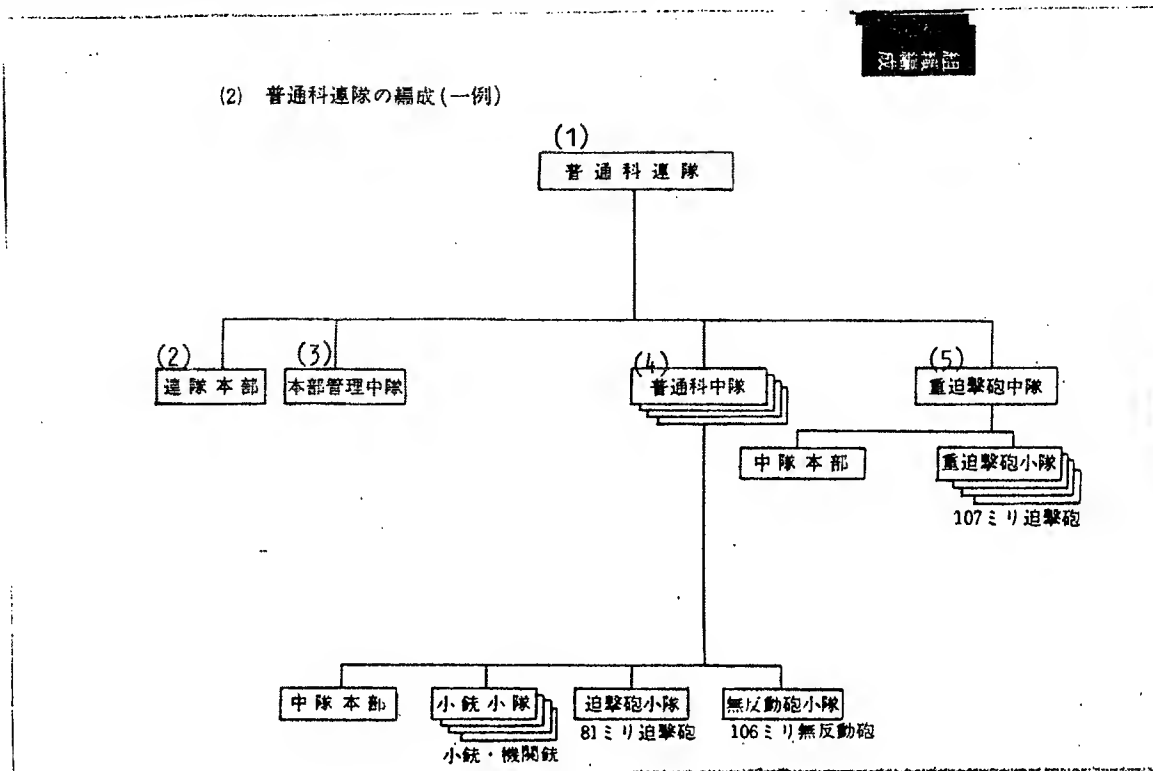 組織編成
(2) 普通科連隊の編成(一例)
(1)
普通科連隊
(2) (3) (4) (5)
連隊本部 本部管理中隊 普通科中隊 重迫撃砲中隊
中隊本部 重迫撃砲小隊
107ミリ迫撃砲
中隊本部 小銃小隊 迫撃砲小隊 無反動砲小隊
81ミリ迫撃砲 106ミリ無反動砲
小銃・機関銃